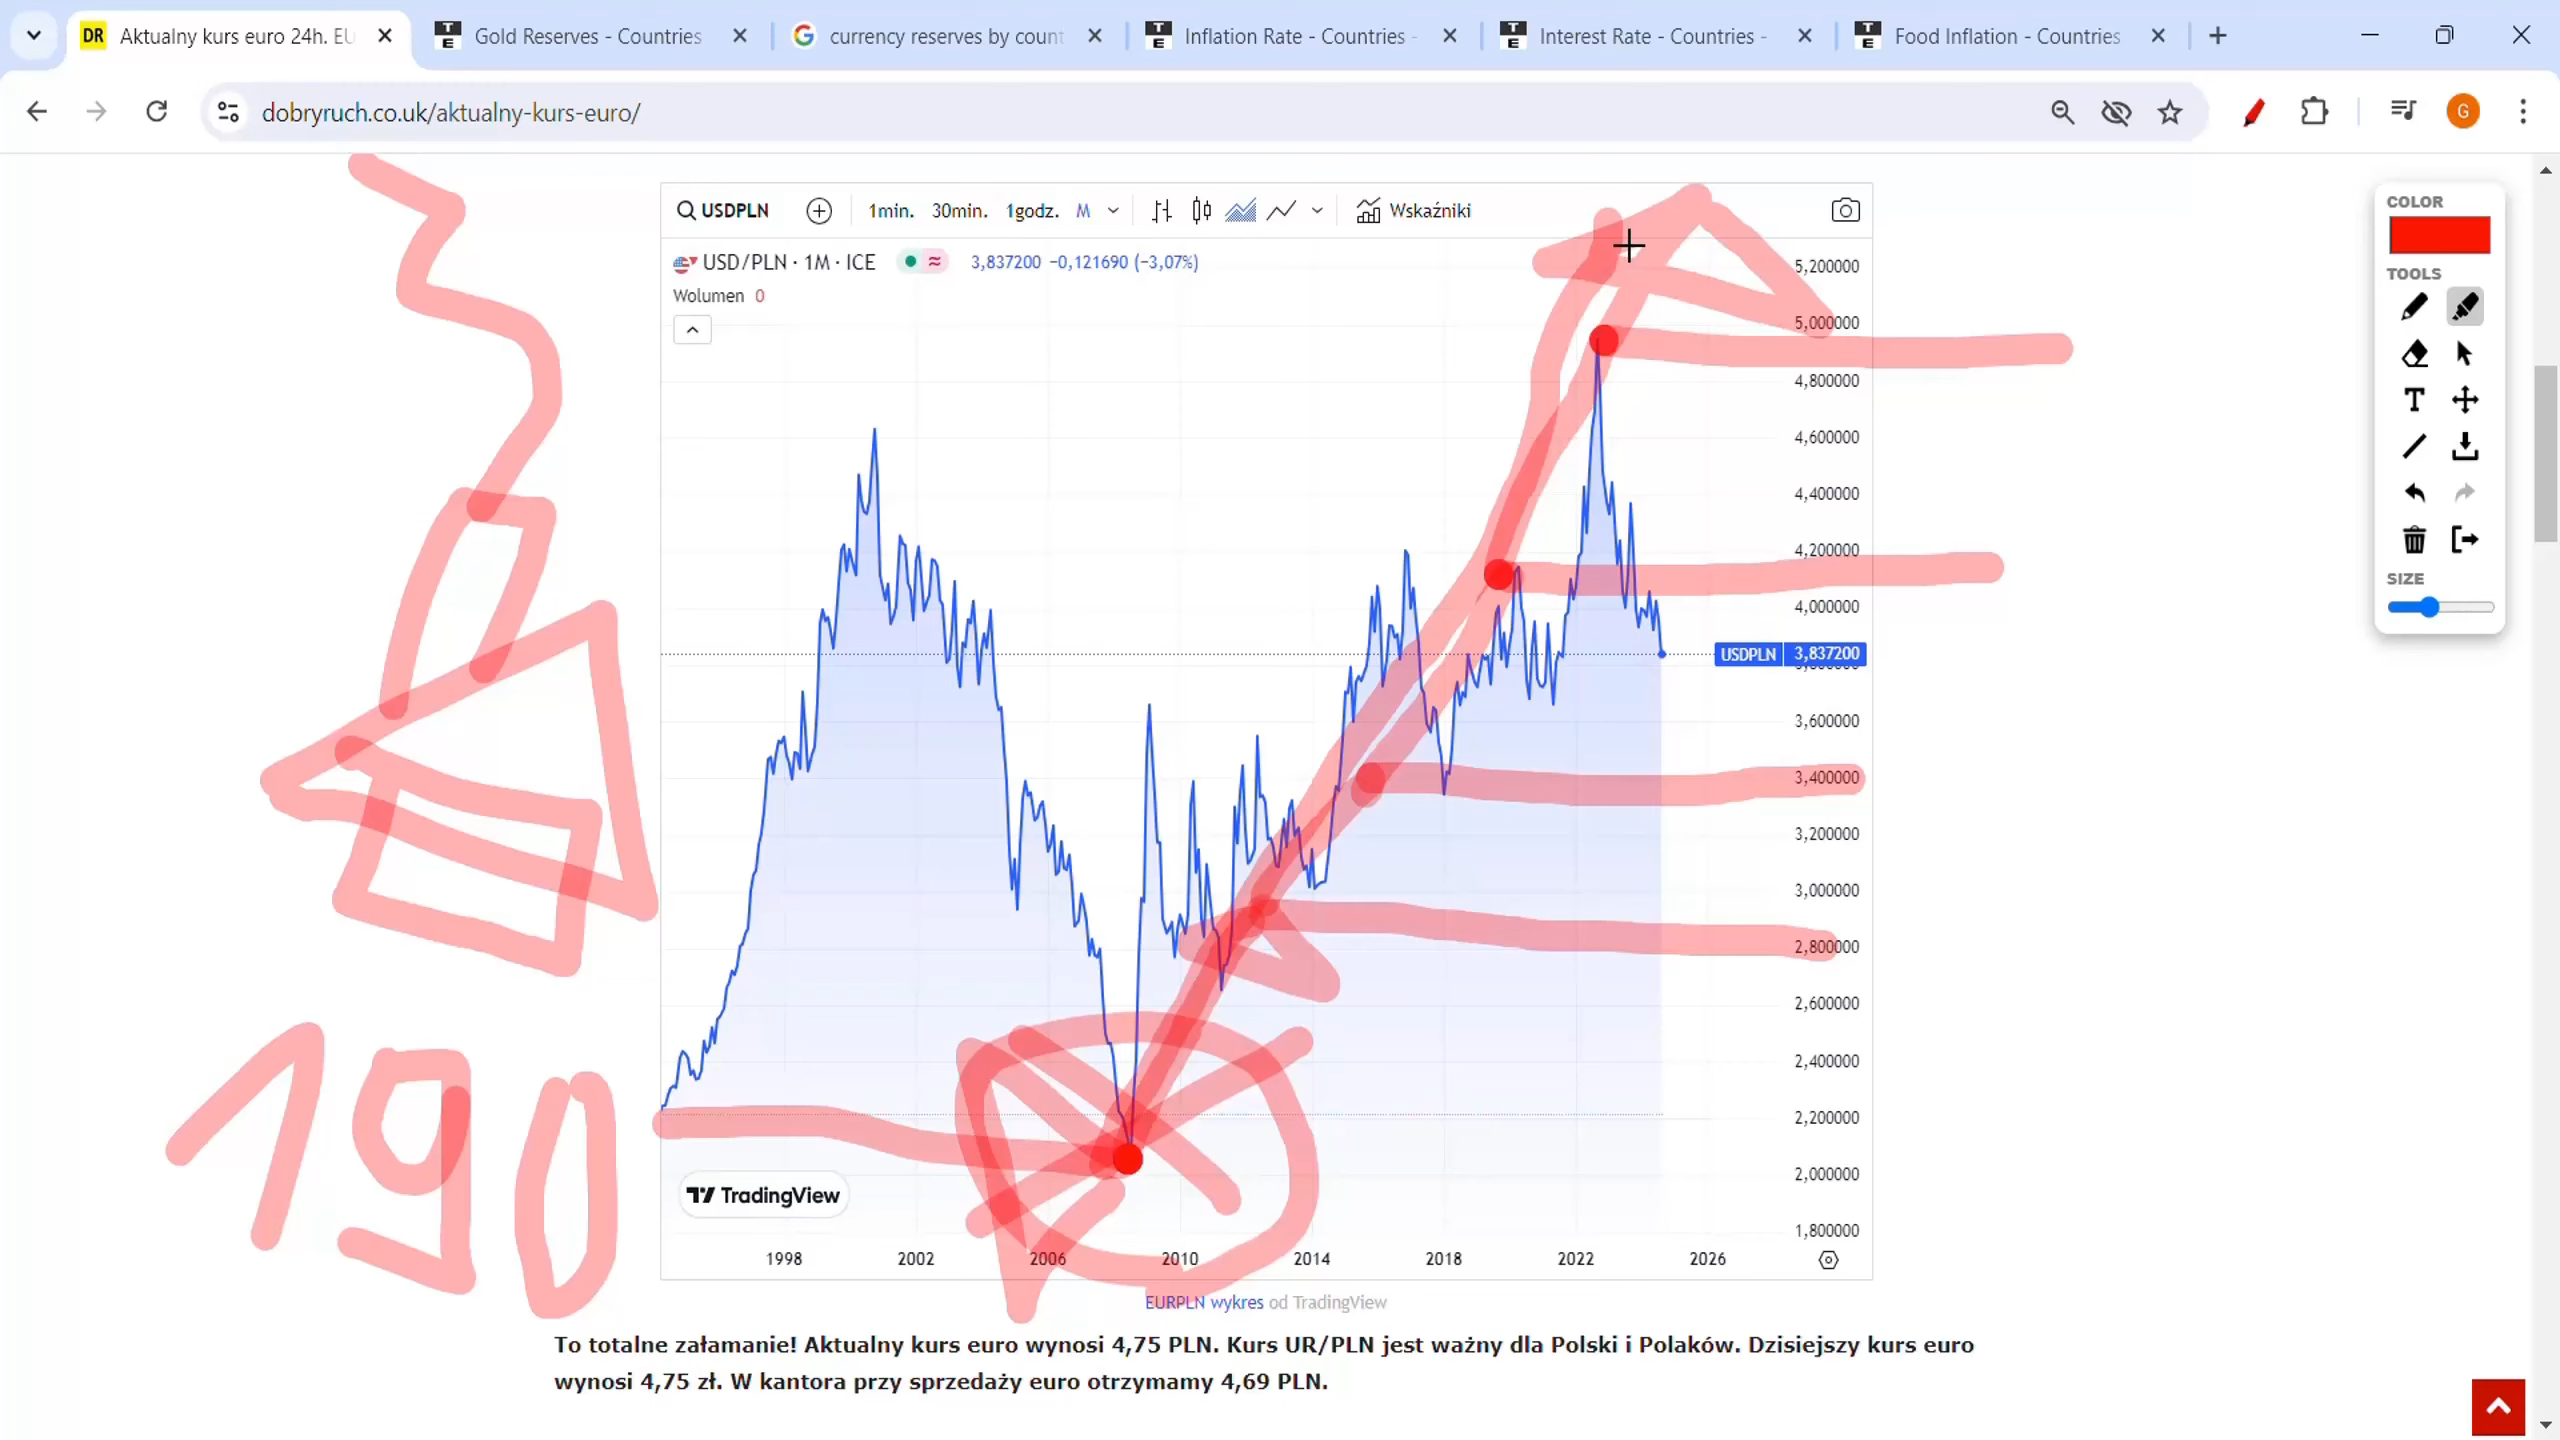 DR Aktualny kurs euro 24h. EU
Gold Reserves - Countries
currency reserves by count
Inflation Rate - Countries -
Interest Rate - Countries -
Food Inflation - Countries
dobryruch.co.uk/aktualny-kurs-euro/
G
USDPLN 1min. 30min. 1godz. M Wskaźniki
USD/PLN · 1M · ICE 3,837200 −0,121690 (−3,07%)
Wolumen 0
5,200000
5,000000
4,800000
4,600000
4,400000
4,200000
4,000000
USDPLN 3,837200
3,600000
3,400000
3,200000
3,000000
2,800000
2,600000
2,400000
2,200000
2,000000
1,800000
190
TradingView
1998 2002 2006 2010 2014 2018 2022 2026
EURPLN wykres od TradingView
To totalne załamanie! Aktualny kurs euro wynosi 4,75 PLN. Kurs UR/PLN jest ważny dla Polski i Polaków. Dzisiejszy kurs euro
wynosi 4,75 zł. W kantora przy sprzedaży euro otrzymamy 4,69 PLN.
COLOR
TOOLS
T
SIZE